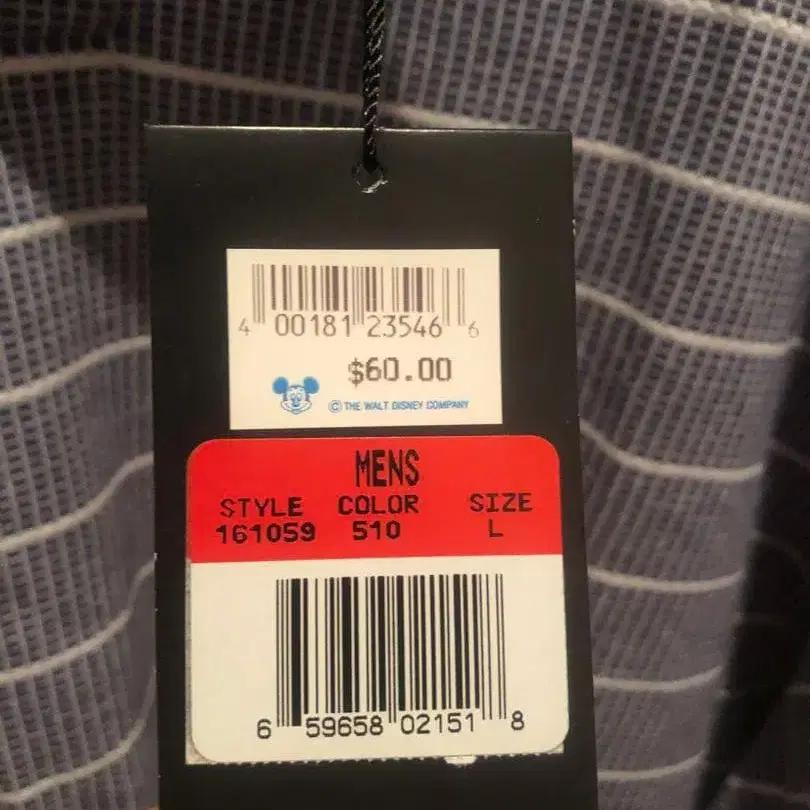 4 00181 23546 6
$60.00
© THE WALT DISNEY COMPANY
MENS
STYLE COLOR SIZE
161059 510 L
6 59658 02151 8